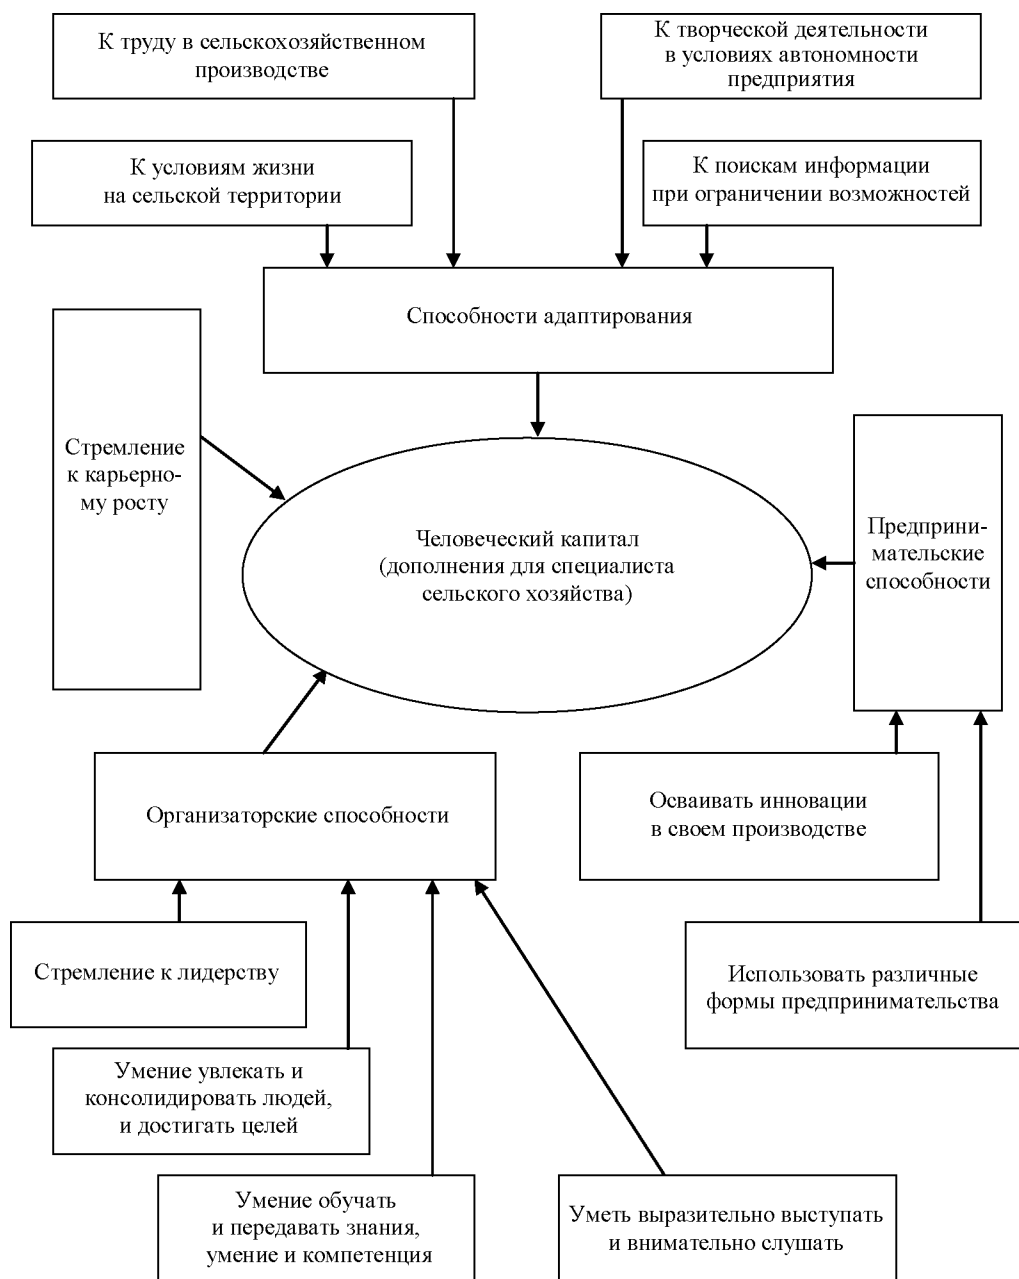 К труду в сельскохозяйственном
производстве
К творческой деятельности
в условиях автономности
предприятия
К условиям жизни
на сельской территории
К поискам информации
при ограничении возможностей
Способности адаптирования
Стремление
к карьерно-
му росту
Человеческий капитал
(дополнения для специалиста
сельского хозяйства)
Предприни-
мательские
способности
Организаторские способности
Осваивать инновации
в своем производстве
Стремление к лидерству
Использовать различные
формы предпринимательства
Умение увлекать и
консолидировать людей,
и достигать целей
Умение обучать
и передавать знания,
умение и компетенция
Уметь выразительно выступать
и внимательно слушать